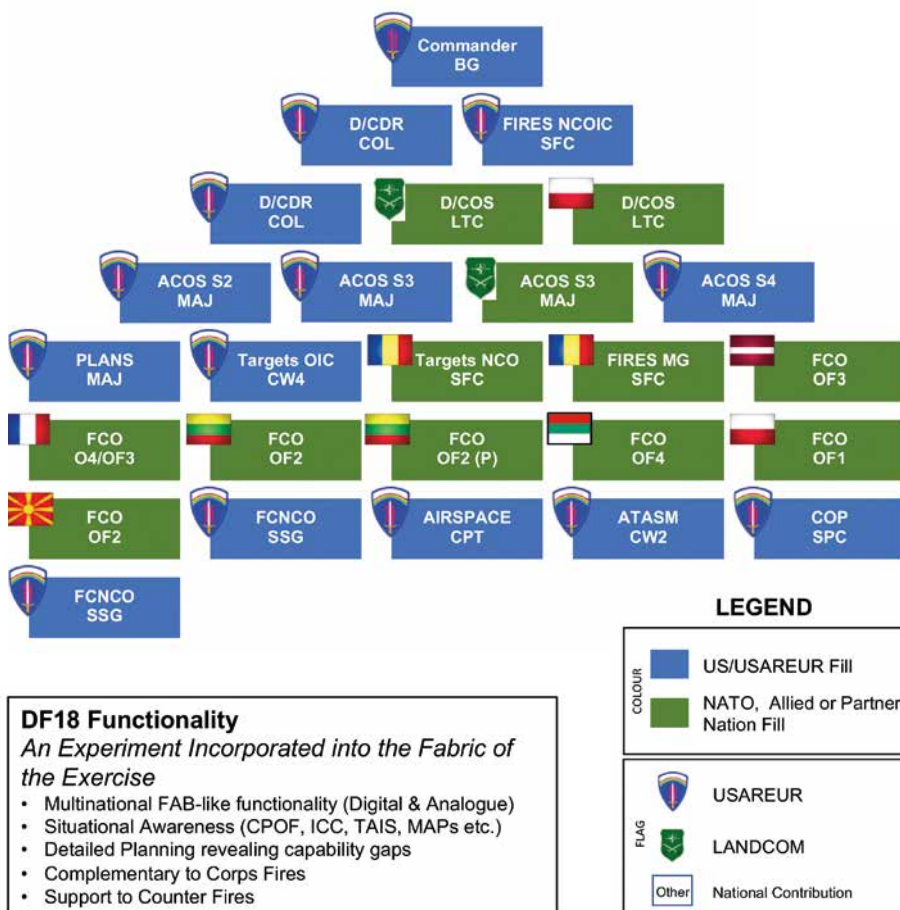 Commander
BG
D/CDR
COL
FIRES NCOIC
SFC
D/CDR
COL
D/COS
LTC
D/COS
LTC
ACOS S2
MAJ
ACOS S3
MAJ
ACOS S3
MAJ
ACOS S4
MAJ
PLANS
MAJ
Targets OIC
CW4
Targets NCO
SFC
FIRES MG
SFC
FCO
OF3
FCO
O4/OF3
FCO
OF2
FCO
OF2 (P)
FCO
OF4
FCO
OF1
FCO
OF2
FCNCO
SSG
AIRSPACE
CPT
ATASM
CW2
COP
SPC
FCNCO
SSG
LEGEND
COLOUR
US/USAREUR Fill
NATO, Allied or Partner
Nation Fill
FLAG
USAREUR
LANDCOM
Other
National Contribution
DF18 Functionality
An Experiment Incorporated into the Fabric of
the Exercise
• Multinational FAB-like functionality (Digital & Analogue)
• Situational Awareness (CPOF, ICC, TAIS, MAPs etc.)
• Detailed Planning revealing capability gaps
• Complementary to Corps Fires
• Support to Counter Fires